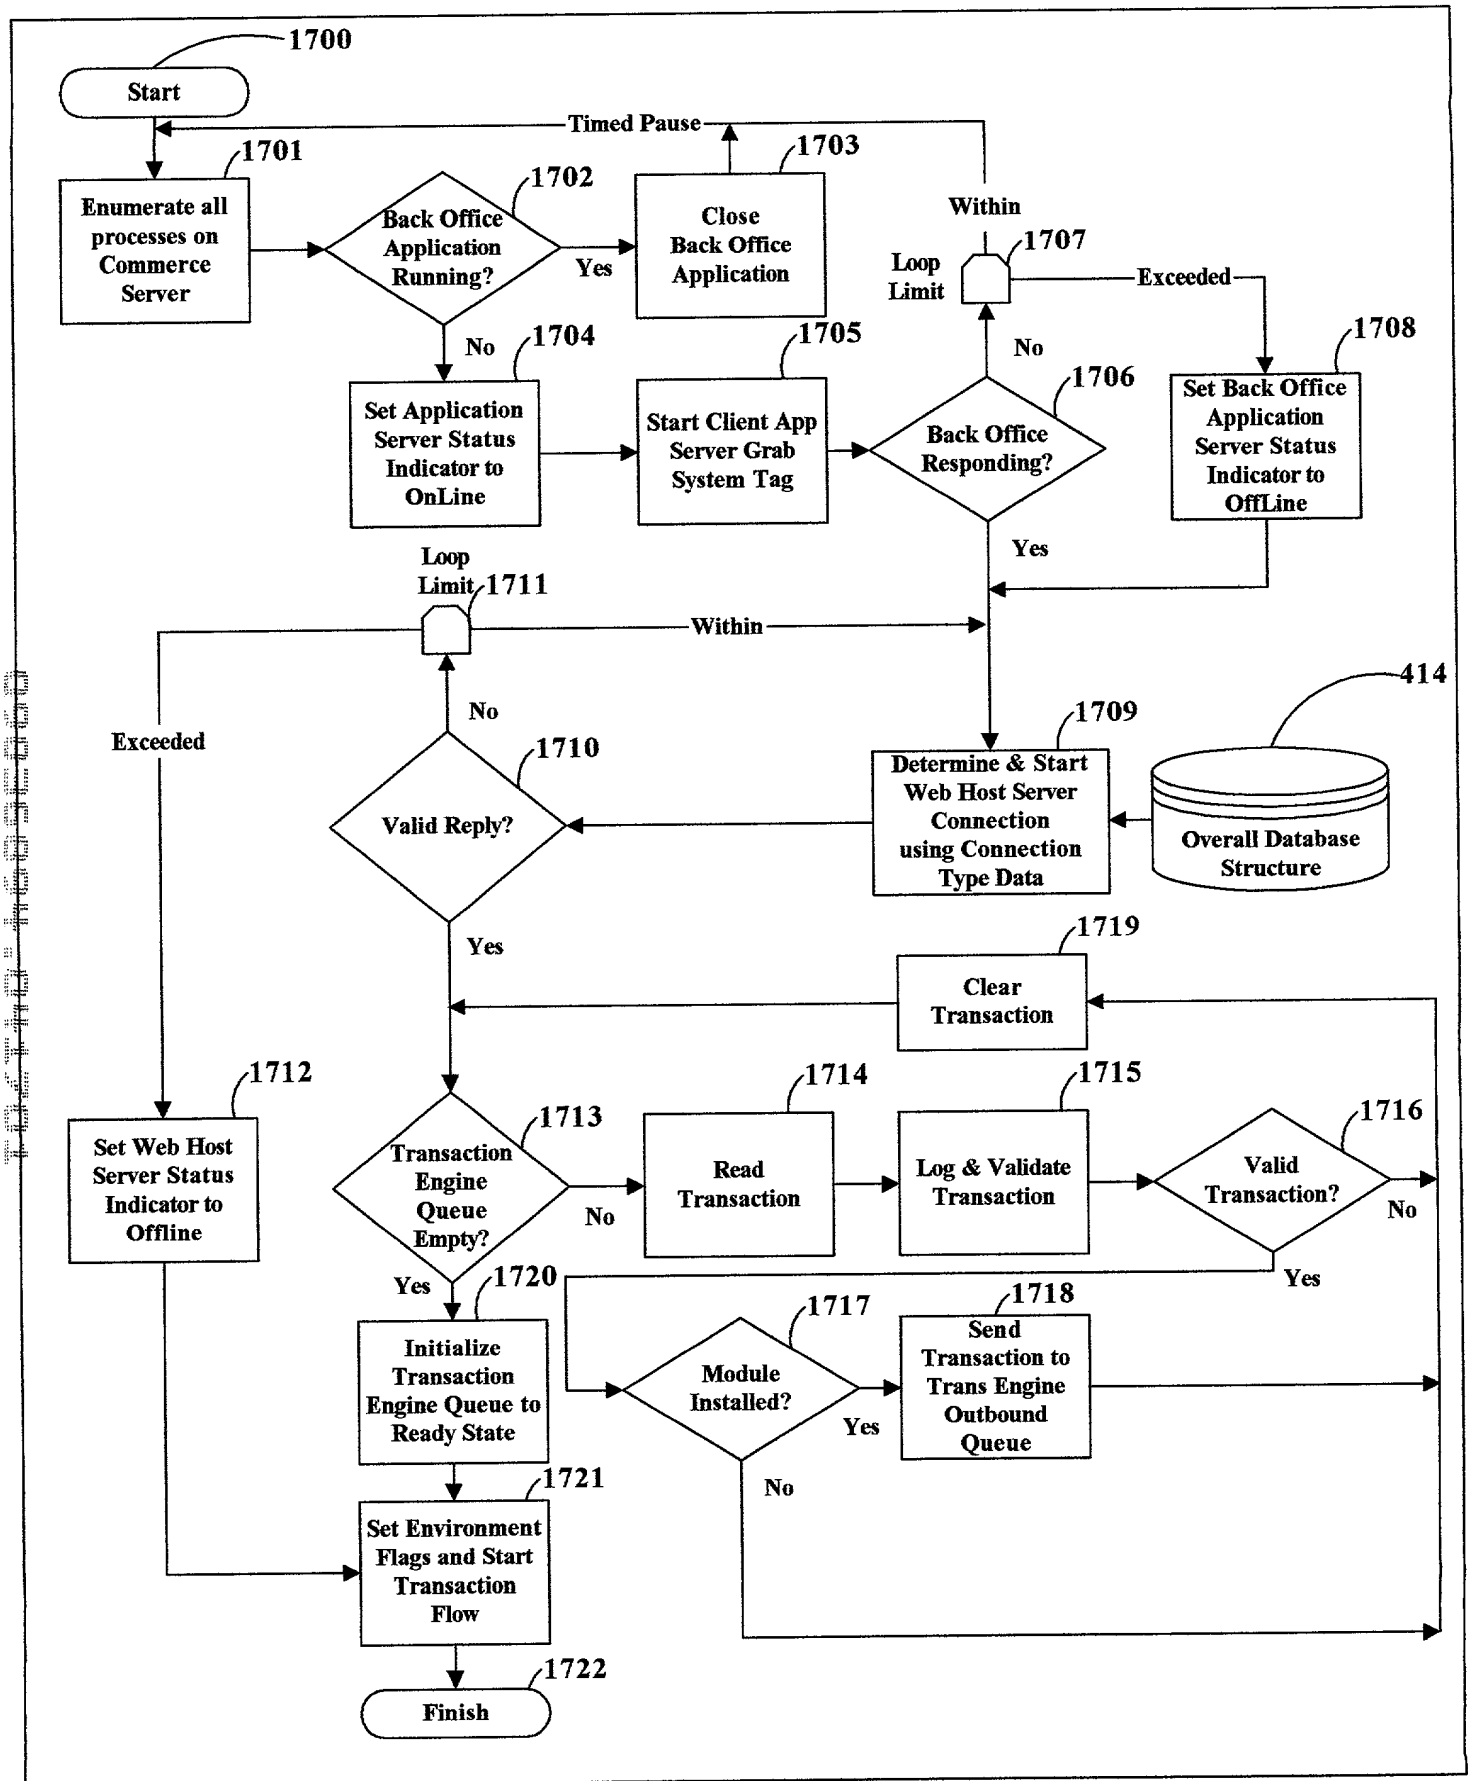 1700
Start
Timed Pause
1701
1702
1703
Enumerate all
processes on
Commerce
Server
Back Office
Application
Running?
Yes
Close
Back Office
Application
Within
1707
Loop
Limit
Exceeded
No
1704
1705
No
1706
1708
Set Application
Server Status
Indicator to
OnLine
Start Client App
Server Grab
System Tag
Back Office
Responding?
Set Back Office
Application
Server Status
Indicator to
OffLine
Yes
Loop
Limit
1711
Within
Exceeded
No
1710
1709
414
Valid Reply?
Determine & Start
Web Host Server
Connection
using Connection
Type Data
Overall Database
Structure
Yes
1719
Clear
Transaction
1712
1713
1714
1715
1716
Set Web Host
Server Status
Indicator to
Offline
Transaction
Engine
Queue
Empty?
No
Read
Transaction
Log & Validate
Transaction
Valid
Transaction?
No
Yes
Yes
1720
1717
1718
Initialize
Transaction
Engine Queue to
Ready State
Module
Installed?
Yes
Send
Transaction to
Trans Engine
Outbound
Queue
No
1721
Set Environment
Flags and Start
Transaction
Flow
1722
Finish